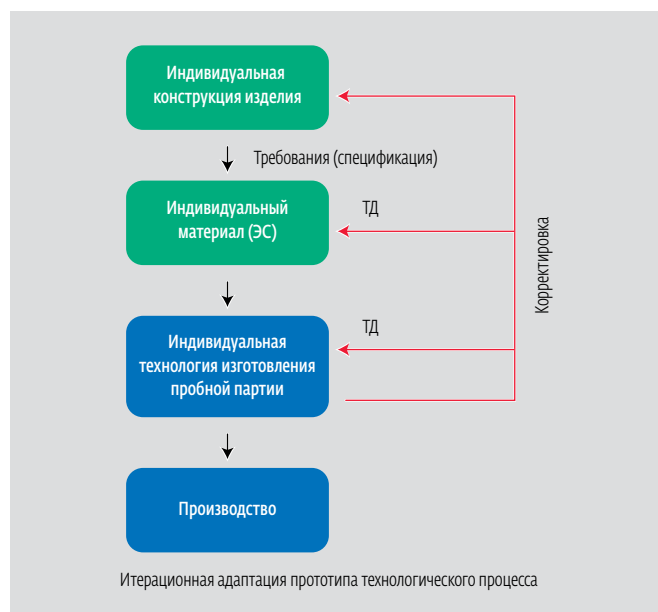 Индивидуальная
конструкция изделия
Требования (спецификация)
Индивидуальный
материал (ЭС)
ТД
Корректировка
ТД
Индивидуальная
технология изготовления
пробной партии
Производство
Итерационная адаптация прототипа технологического процесса